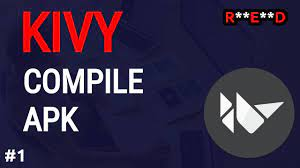 R**E**D
KIVY
COMPILE
APK
#1